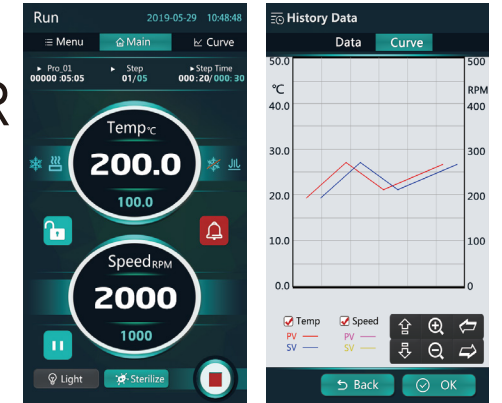 R
Run 2019-05-29 10:48:48
Menu Main Curve
Pro_01 Step Step Time
00000:05:05 01/05 000:20/000:30
Temp℃
200.0
100.0
SpeedRPM
2000
1000
Light Sterilize
History Data
Data Curve
50.0 500
℃ RPM
40.0 400
30.0 300
20.0 200
10.0 100
0.0 0
Temp Speed
PV PV
SV SV
Back OK